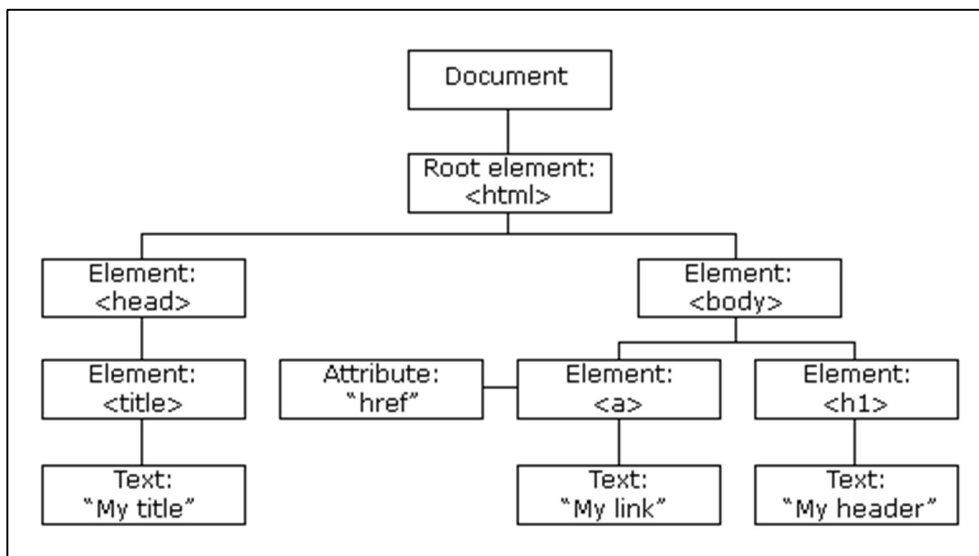 Document
Root element:
<html>
Element:
<head>
Element:
<body>
Element:
<title>
Attribute:
“href”
Element:
<a>
Element:
<h1>
Text:
“My title”
Text:
“My link”
Text:
“My header”